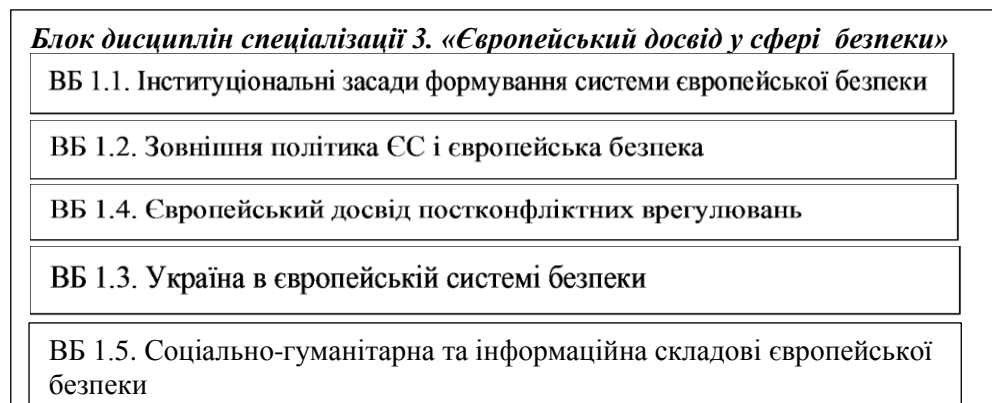 Блок дисциплін спеціалізації 3. «Європейський досвід у сфері безпеки»
ВБ 1.1. Інституціональні засади формування системи європейської безпеки
ВБ 1.2. Зовнішня політика ЄС і європейська безпека
ВБ 1.4. Європейський досвід постконфліктних врегулювань
ВБ 1.3. Україна в європейській системі безпеки
ВБ 1.5. Соціально-гуманітарна та інформаційна складові європейської
безпеки